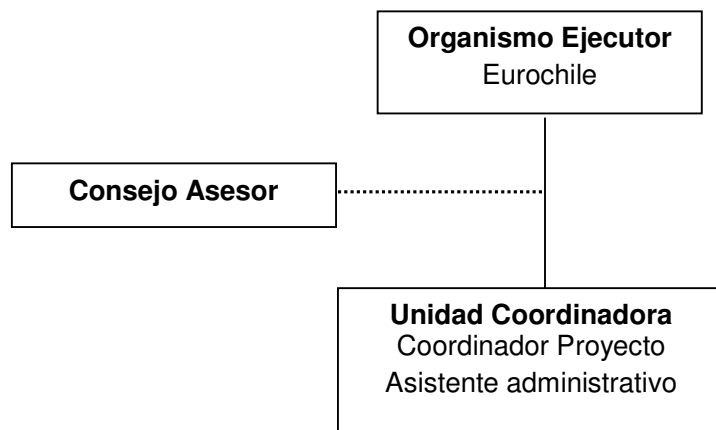 Organismo Ejecutor
Eurochile
Consejo Asesor
Unidad Coordinadora
Coordinador Proyecto
Asistente administrativo